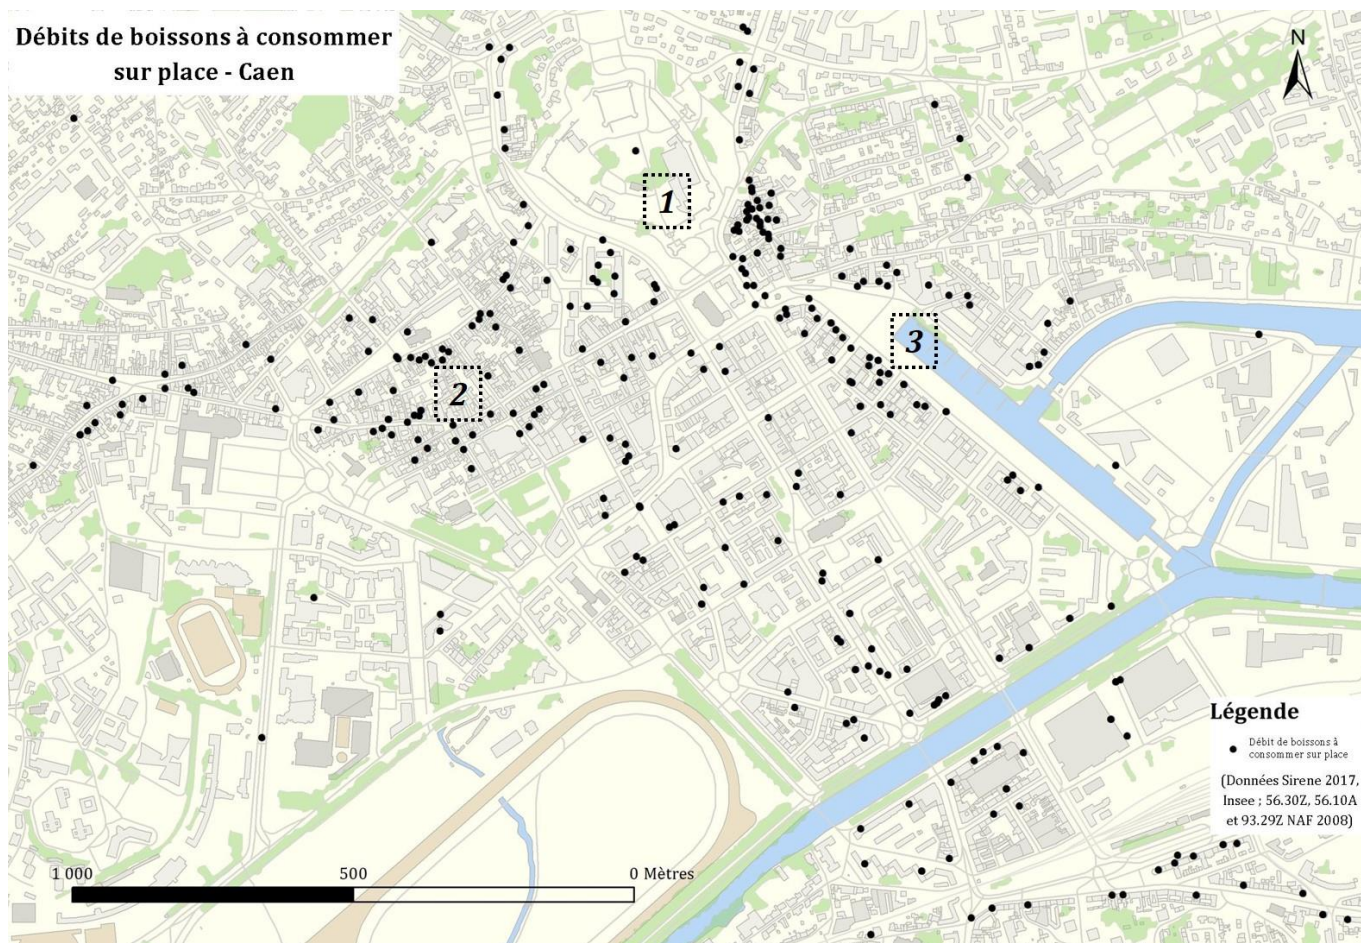 Débits de boissons à consommer
sur place - Caen
N
1
2
3
Légende
Débit de boissons à
consommer sur place
(Données Sirene 2017,
Insee ; 56.30Z, 56.10A
et 93.29Z NAF 2008)
1 000 500 0 Mètres